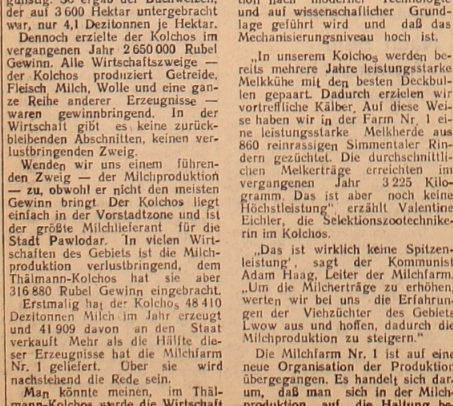 der auf 3 600 Hektar untergebracht
war, nur 4,1 Dezitonnen je Hektar.
Dennoch erzielte der Kolchos im
vergangenen Jahr 2 650 000 Rubel
Gewinn. Alle Wirtschaftszweige —
der Kolchos produziert Getreide,
Fleisch Milch, Wolle und eine gan-
ze Reihe anderer Erzeugnisse —
waren gewinnbringend. In der
Wirtschaft gibt es keine zurück-
bleibenden Abschnitten, keinen ver-
lustbringenden Zweig.
Wenden wir uns einem führen-
den Zweig — der Milchproduktion
— zu, obwohl er nicht den meisten
Gewinn bringt. Der Kolchos liegt
einfach in der Vorstadtzone und ist
der größte Milchlieferant für die
Stadt Pawlodar. In vielen Wirt-
schaften des Gebiets ist die Milch-
produktion verlustbringend, dem
Thälmann-Kolchos hat sie aber
316 880 Rubel Gewinn eingebracht.
Erstmalig hat der Kolchos 48 410
Dezitonnen Milch im Jahr erzeugt
und 41 909 davon an den Staat
verkauft Mehr als die Hälfte die-
ser Erzeugnisse hat die Milchfarm
Nr. 1 geliefert. Über sie wird
nachstehend die Rede sein.
Man könnte meinen, im Thäl-
mann-Kolchos werde die Wirtschaft
und auf wissenschaftlicher Grund-
lage geführt wird und daß das
Mechanisierungsniveau hoch ist.
„In unserem Kolchos werden be-
reits mehrere Jahre leistungsstarke
Melkkühe mit den besten Deckbul-
len gepaart. Dadurch erzielen wir
vortreffliche Kälber. Auf diese Wei-
se haben wir in der Farm Nr. 1 ei-
ne leistungsstarke Melkherde aus
860 reinrassigen Simmentaler Rin-
dern gezüchtet. Die durchschnittli-
chen Melkerträge erreichten im
vergangenen Jahr 3 225 Kilo-
gramm. Das ist aber noch keine
Höchstleistung", erzählt Valentine
Eichler, die Selektionszootechnike-
rin im Kolchos.
„Das ist wirklich keine Spitzen-
leistung', sagt der Kommunist
Adam Haag, Leiter der Milchfarm.
„Um die Milcherträge zu erhöhen,
werten wir bei uns die Erfahrun-
gen der Viehzüchter des Gebiets
Lwow aus und hoffen, dadurch die
Milchproduktion zu steigern."
Die Milchfarm Nr. 1 ist auf eine
neue Organisation der Produktion
übergegangen. Es handelt sich dar-
um, daß man sich in der Milch-
produktion auf die Haltung be-